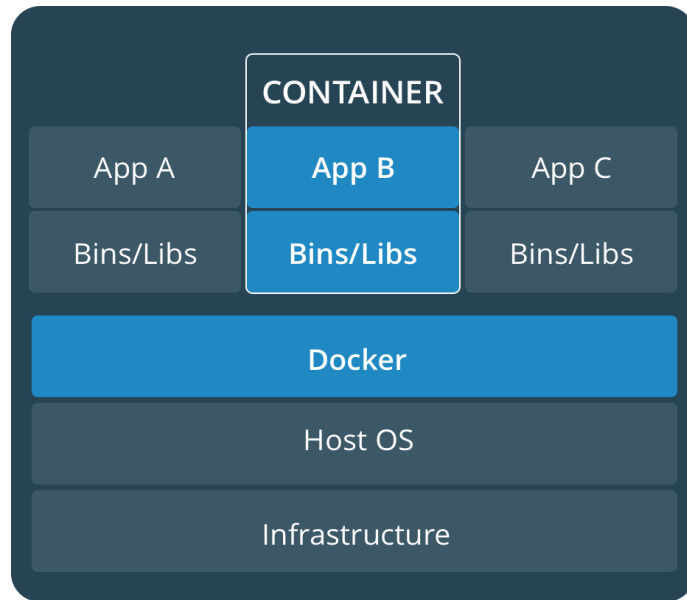 CONTAINER
App A
App B
App C
Bins/Libs
Bins/Libs
Bins/Libs
Docker
Host OS
Infrastructure